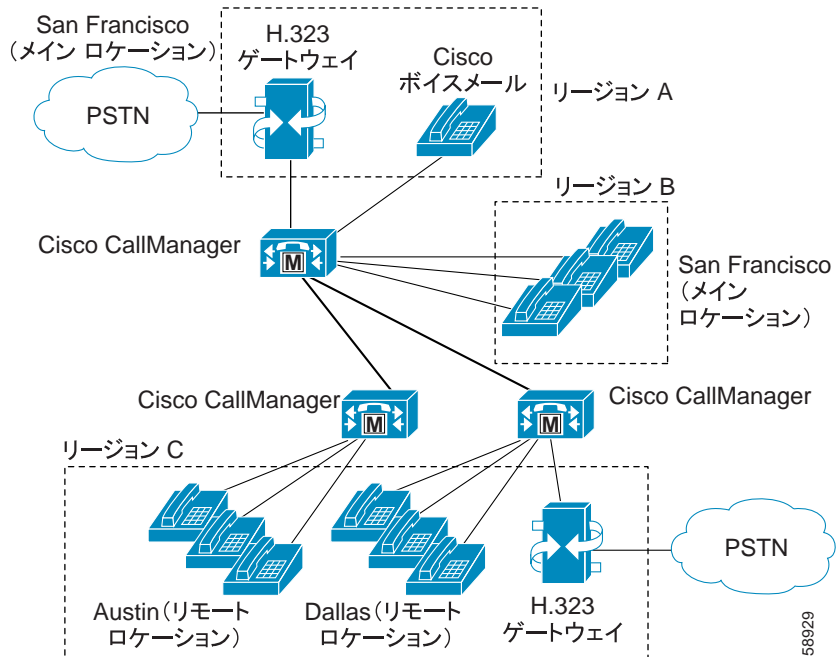 San Francisco
（メイン ロケーション）
PSTN
H.323
ゲートウェイ
Cisco
ボイスメール
リージョン A
リージョン B
Cisco CallManager
M
San Francisco
（メイン
ロケーション）
Cisco CallManager
M
M
Cisco CallManager
リージョン C
Austin（リモート
ロケーション）
Dallas（リモート
ロケーション）
H.323
ゲートウェイ
PSTN
58929